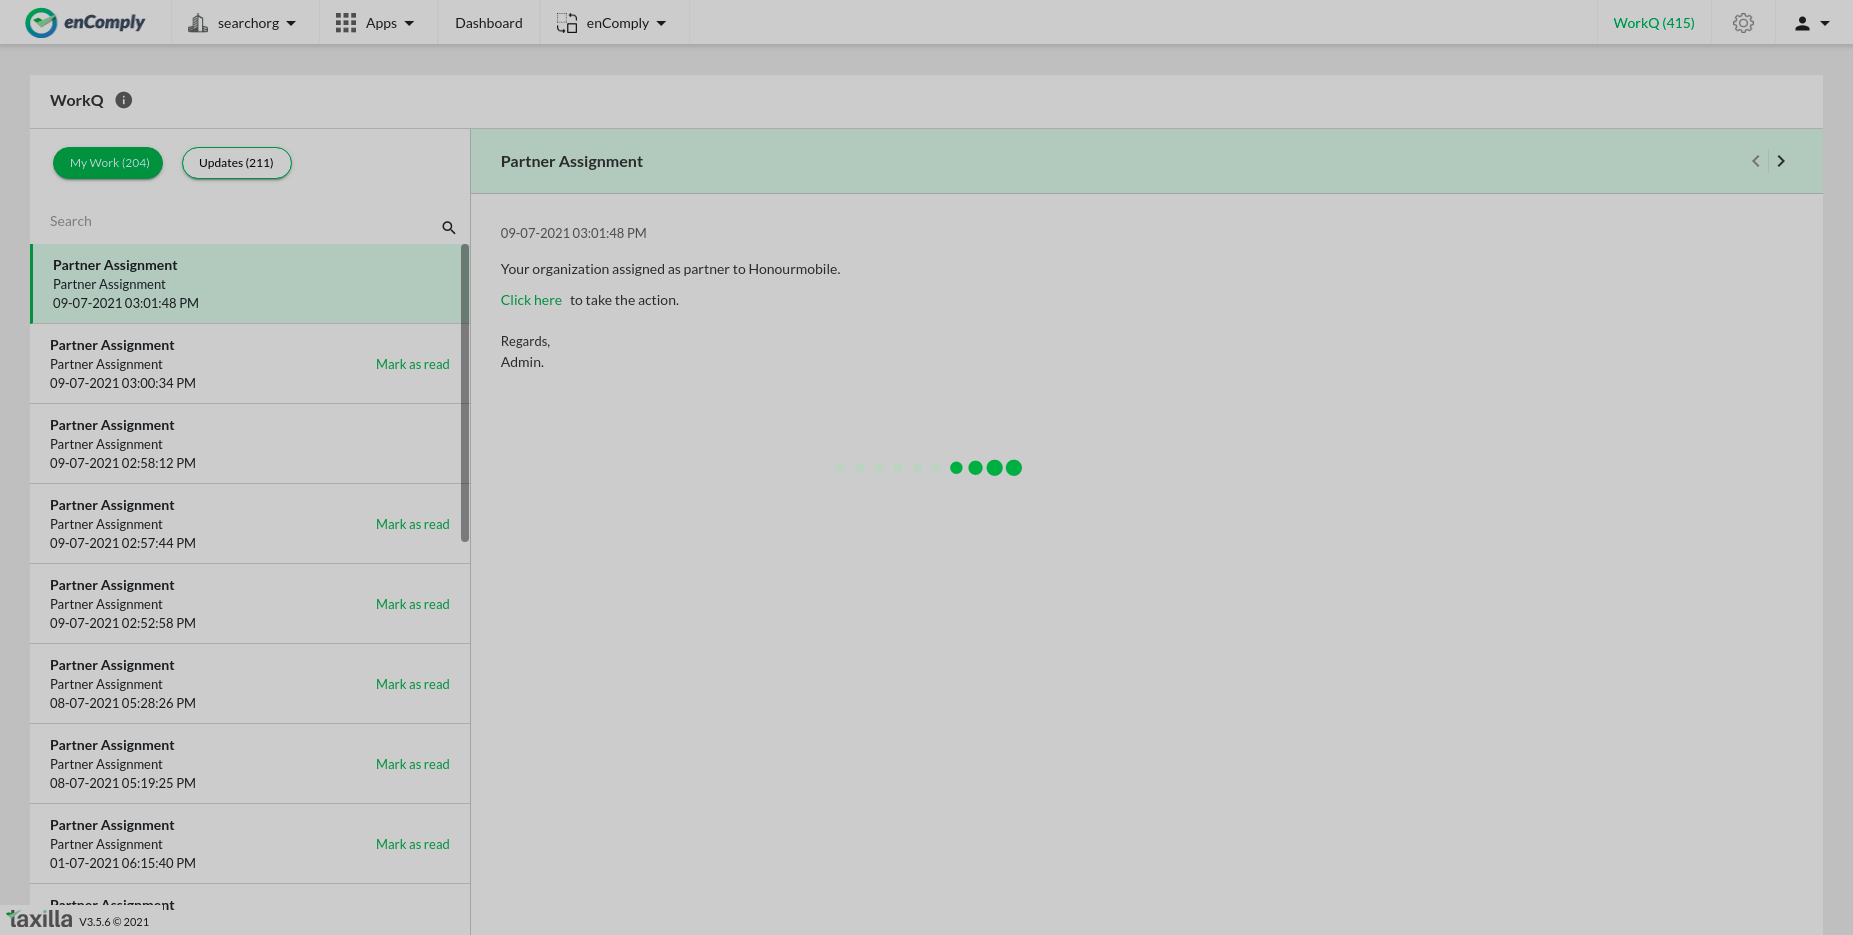 enComply
searchorg
Apps
Dashboard
enComply
WorkQ (415)
WorkQ
My Work (204)
Updates (211)
Search
Partner Assignment
Partner Assignment
09-07-2021 03:01:48 PM
Partner Assignment
Partner Assignment
Mark as read
09-07-2021 03:00:34 PM
Partner Assignment
Partner Assignment
09-07-2021 02:58:12 PM
Partner Assignment
Partner Assignment
Mark as read
09-07-2021 02:57:44 PM
Partner Assignment
Partner Assignment
Mark as read
09-07-2021 02:52:58 PM
Partner Assignment
Partner Assignment
Mark as read
08-07-2021 05:28:26 PM
Partner Assignment
Partner Assignment
Mark as read
08-07-2021 05:19:25 PM
Partner Assignment
Partner Assignment
Mark as read
01-07-2021 06:15:40 PM
Partner Assignment
Partner Assignment
09-07-2021 03:01:48 PM
Your organization assigned as partner to Honourmobile.
Click here to take the action.
Regards,
Admin.
taxilla V3.5.6 © 2021